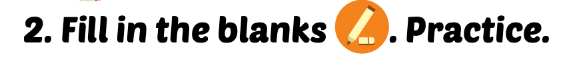 2. Fill in the blanks . Practice.